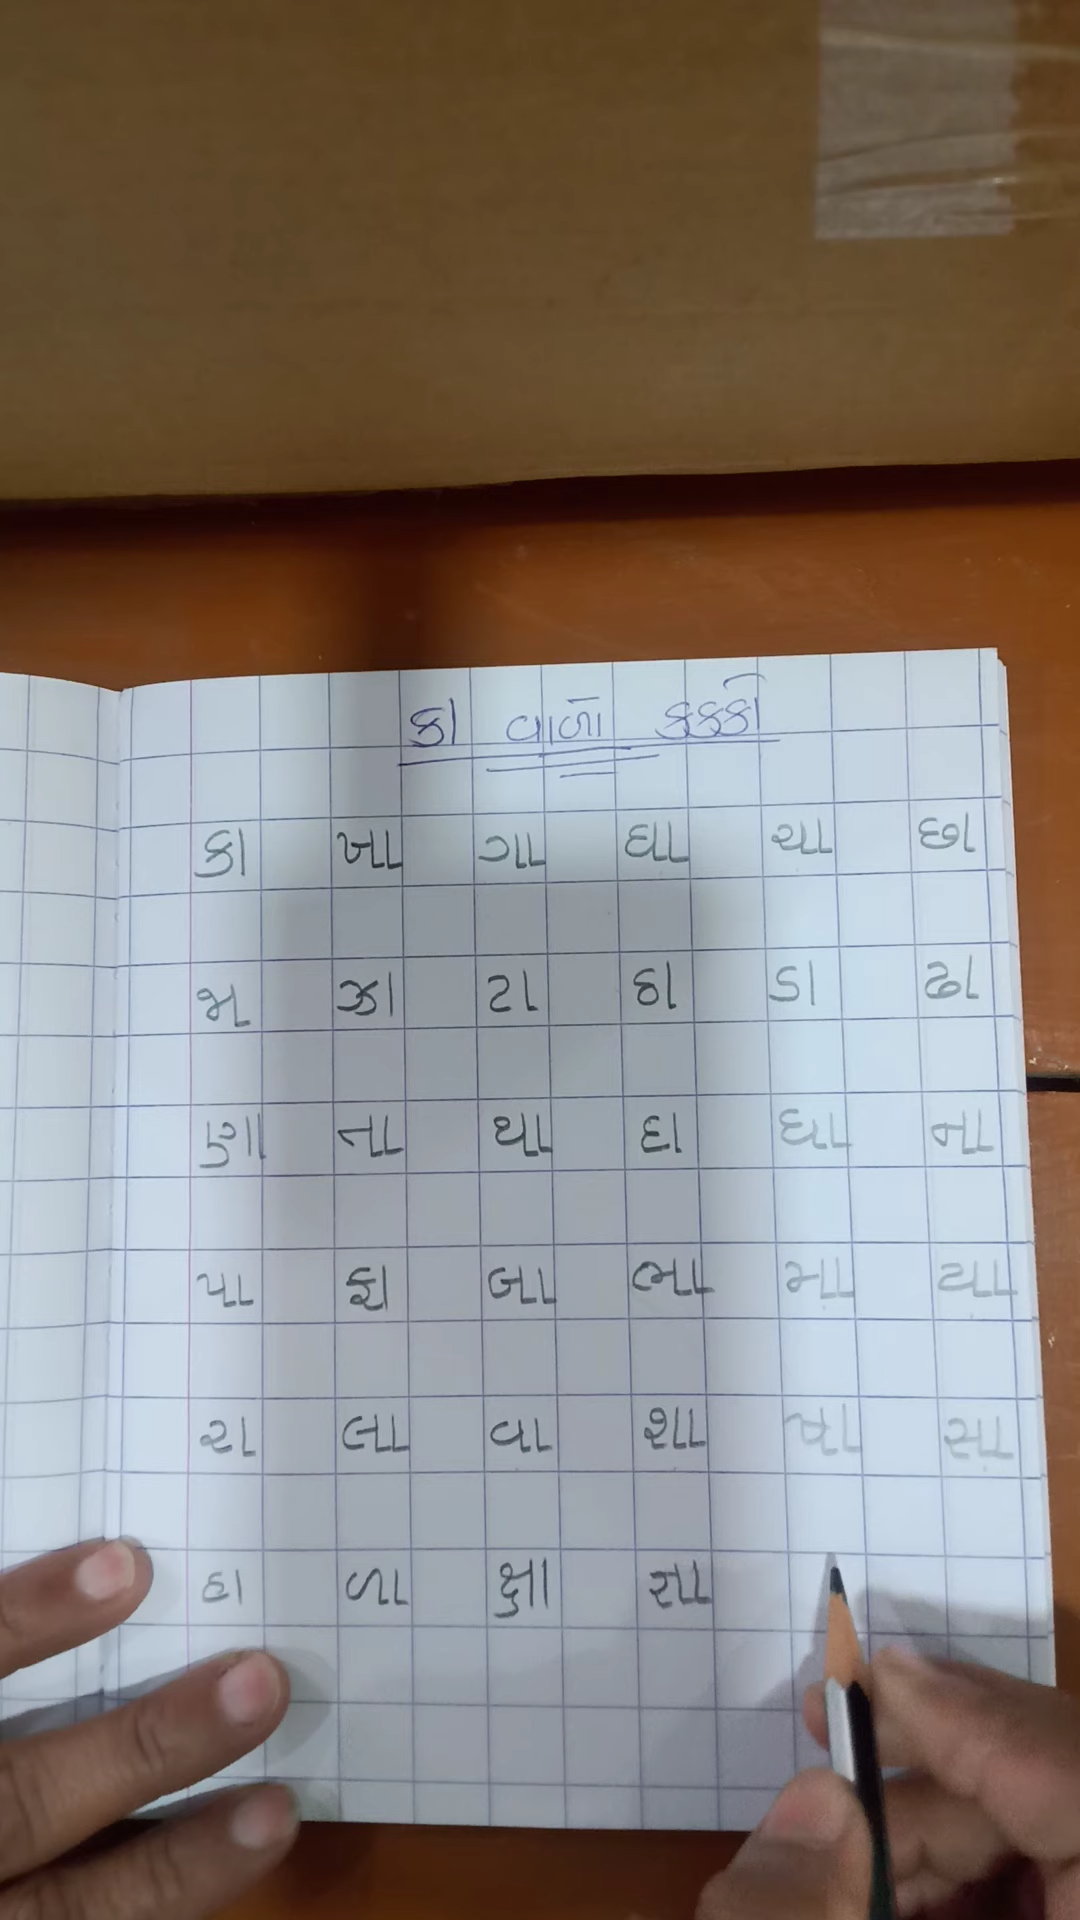 કા વાળો કક્કો
કા ખા ગા ઘા ચા છા
જા ઝા ટા ઠા ડા ઢા
ણા તા થા દા ધા ના
પા ફા બા ભા મા યા
રા લા વા શા ષા સા
હા ળા ક્ષા જ્ઞા